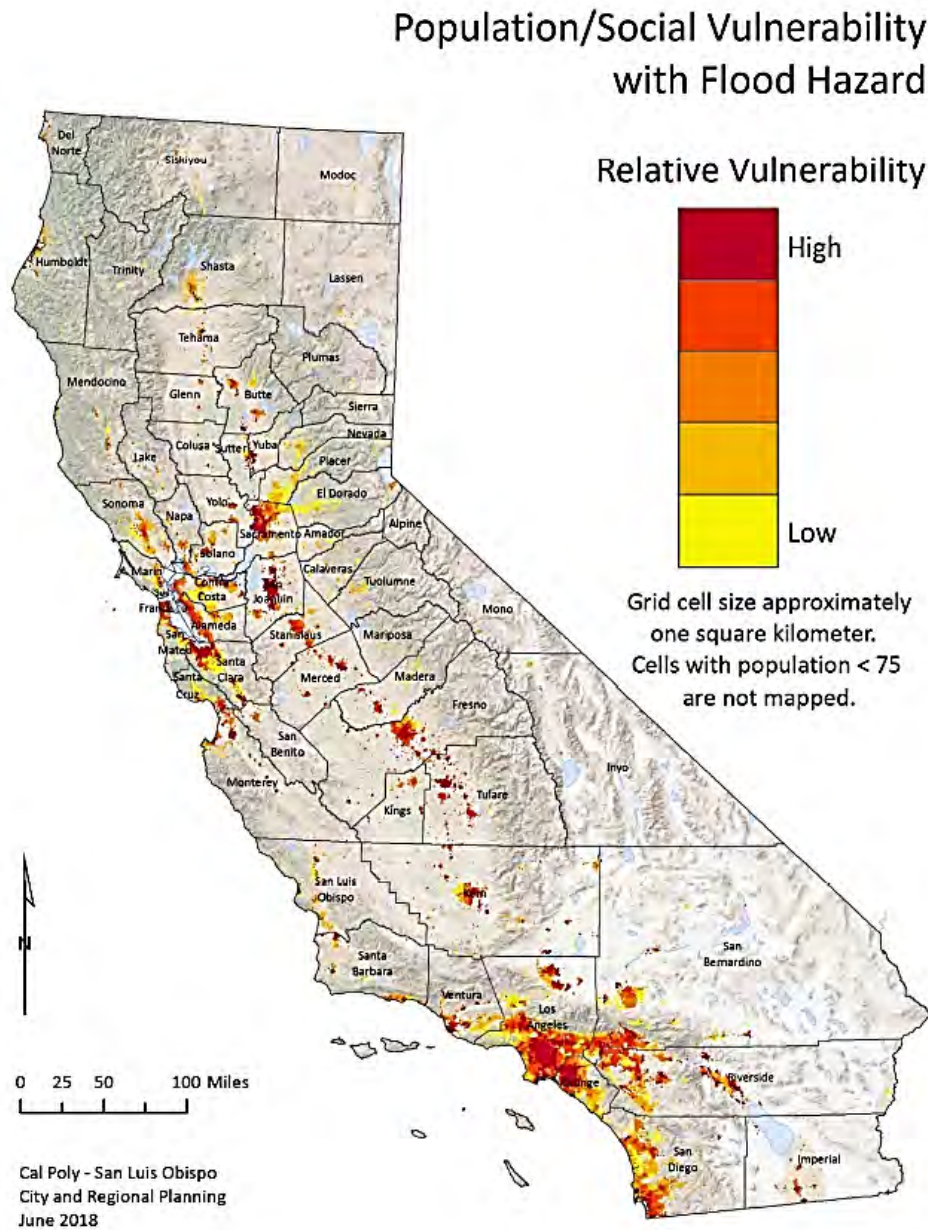 Population/Social Vulnerability
with Flood Hazard
Relative Vulnerability
High
Low
Grid cell size approximately
one square kilometer.
Cells with population < 75
are not mapped.
Del
Norte
Siskiyou
Modoc
Humboldt
Trinity
Shasta
Lassen
Tehama
Plumas
Mendocino
Glenn
Butte
Sierra
Colusa
Sutter
Yuba
Nevada
Lake
Placer
Sonoma
Napa
Yolo
El Dorado
Sacramento
Amador
Alpine
Solano
Marin
Calaveras
Contra
Costa
San
Joaquin
Tuolumne
Mono
San
Franc
Alameda
Stanislaus
Mariposa
San
Mateo
Santa
Clara
Merced
Madera
Santa
Cruz
Fresno
San
Benito
Inyo
Monterey
Kings
Tulare
San Luis
Obispo
Kern
San
Bernardino
Santa
Barbara
Ventura
Los
Angeles
Orange
Riverside
San
Diego
Imperial
N
0 25 50 100 Miles
Cal Poly - San Luis Obispo
City and Regional Planning
June 2018